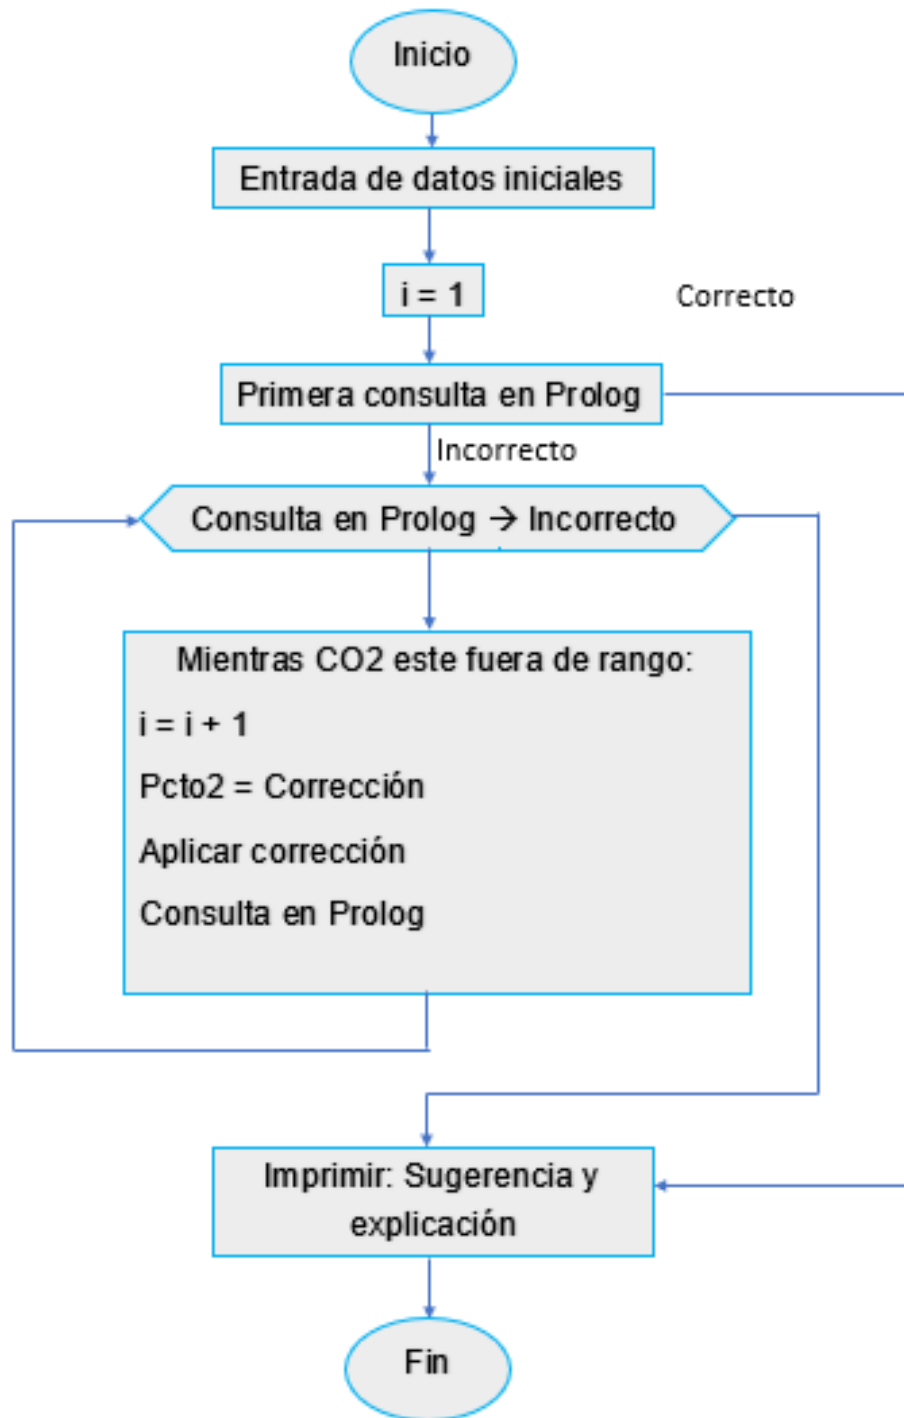 Inicio
Entrada de datos iniciales
i = 1
Correcto
Primera consulta en Prolog
Incorrecto
Consulta en Prolog → Incorrecto
Mientras CO2 este fuera de rango:
i = i + 1
Pcto2 = Corrección
Aplicar corrección
Consulta en Prolog
Imprimir: Sugerencia y
explicación
Fin